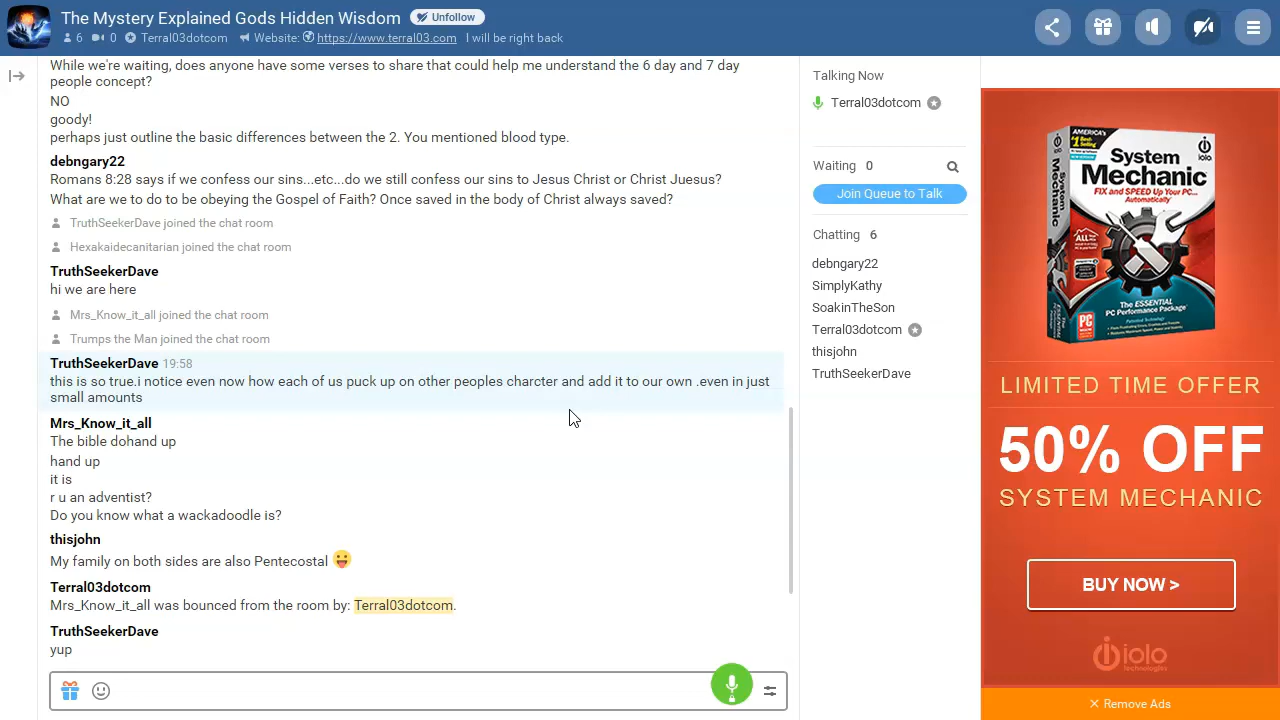 The Mystery Explained Gods Hidden Wisdom
Unfollow
6 0 Terral03dotcom Website: https://www.terral03.com I will be right back
While we're waiting, does anyone have some verses to share that could help me understand the 6 day and 7 day
people concept?
NO
goody!
perhaps just outline the basic differences between the 2. You mentioned blood type.
debngary22
Romans 8:28 says if we confess our sins...etc...do we still confess our sins to Jesus Christ or Christ Juesus?
What are we to do to be obeying the Gospel of Faith? Once saved in the body of Christ always saved?
TruthSeekerDave joined the chat room
Hexakaidecanitarian joined the chat room
TruthSeekerDave
hi we are here
Mrs_Know_it_all joined the chat room
Trumps the Man joined the chat room
TruthSeekerDave 19:58
this is so true.i notice even now how each of us puck up on other peoples charcter and add it to our own .even in just
small amounts
Mrs_Know_it_all
The bible dohand up
hand up
it is
r u an adventist?
Do you know what a wackadoodle is?
thisjohn
My family on both sides are also Pentecostal
Terral03dotcom
Mrs_Know_it_all was bounced from the room by: Terral03dotcom.
TruthSeekerDave
yup
Talking Now
Terral03dotcom
Waiting 0
Join Queue to Talk
Chatting 6
debngary22
SimplyKathy
SoakinTheSon
Terral03dotcom
thisjohn
TruthSeekerDave
AMERICA's
#1 Best
iolo
System
Mechanic
FIX and SPEED Up Your PC...
Automatically
The ESSENTIAL
PC Performance Package
LIMITED TIME OFFER
50% OFF
SYSTEM MECHANIC
BUY NOW >
iolo
technologies
Remove Ads